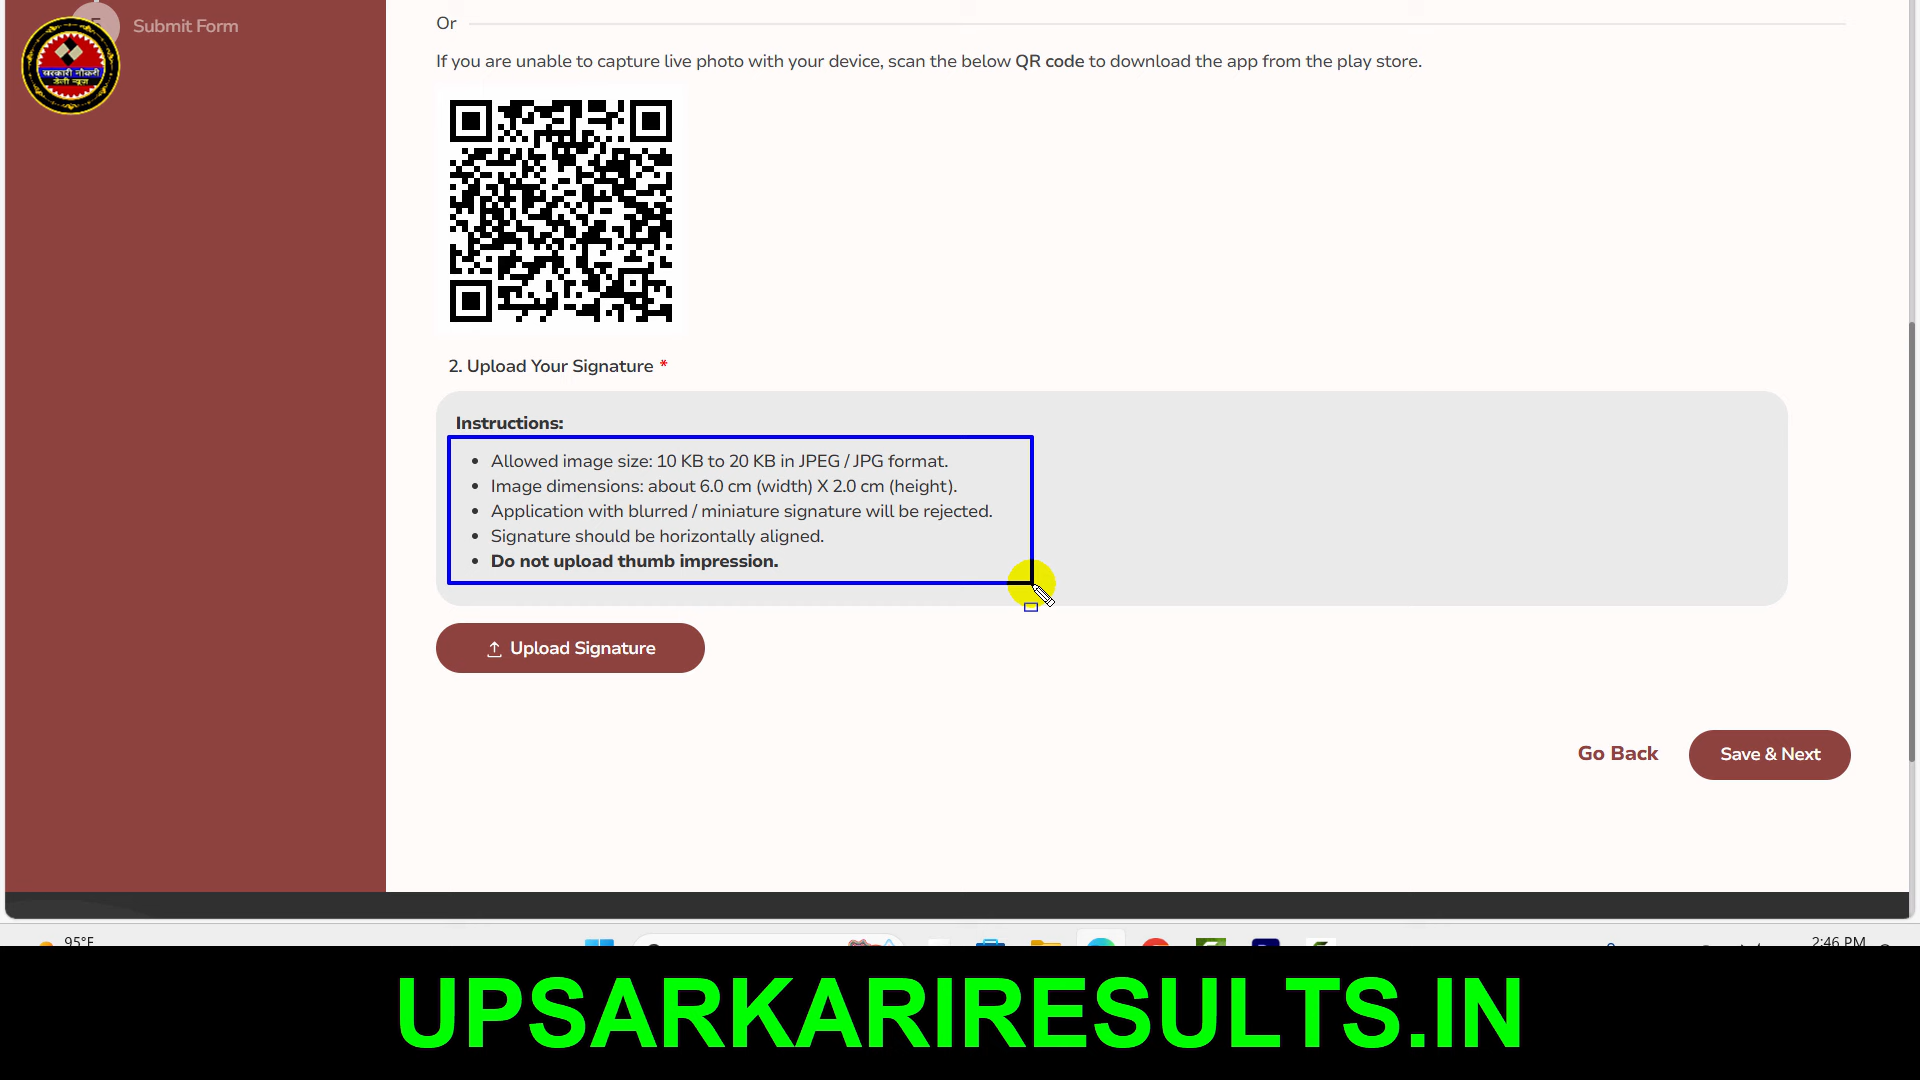 Submit Form
सरकारी नौकरी
डेली न्यूज
Or
If you are unable to capture live photo with your device, scan the below QR code to download the app from the play store.
2. Upload Your Signature *
Instructions:
• Allowed image size: 10 KB to 20 KB in JPEG / JPG format.
• Image dimensions: about 6.0 cm (width) X 2.0 cm (height).
• Application with blurred / miniature signature will be rejected.
• Signature should be horizontally aligned.
• Do not upload thumb impression.
Upload Signature
Go Back
Save & Next
95°F
2:46 PM
UPSARKARIRESULTS.IN